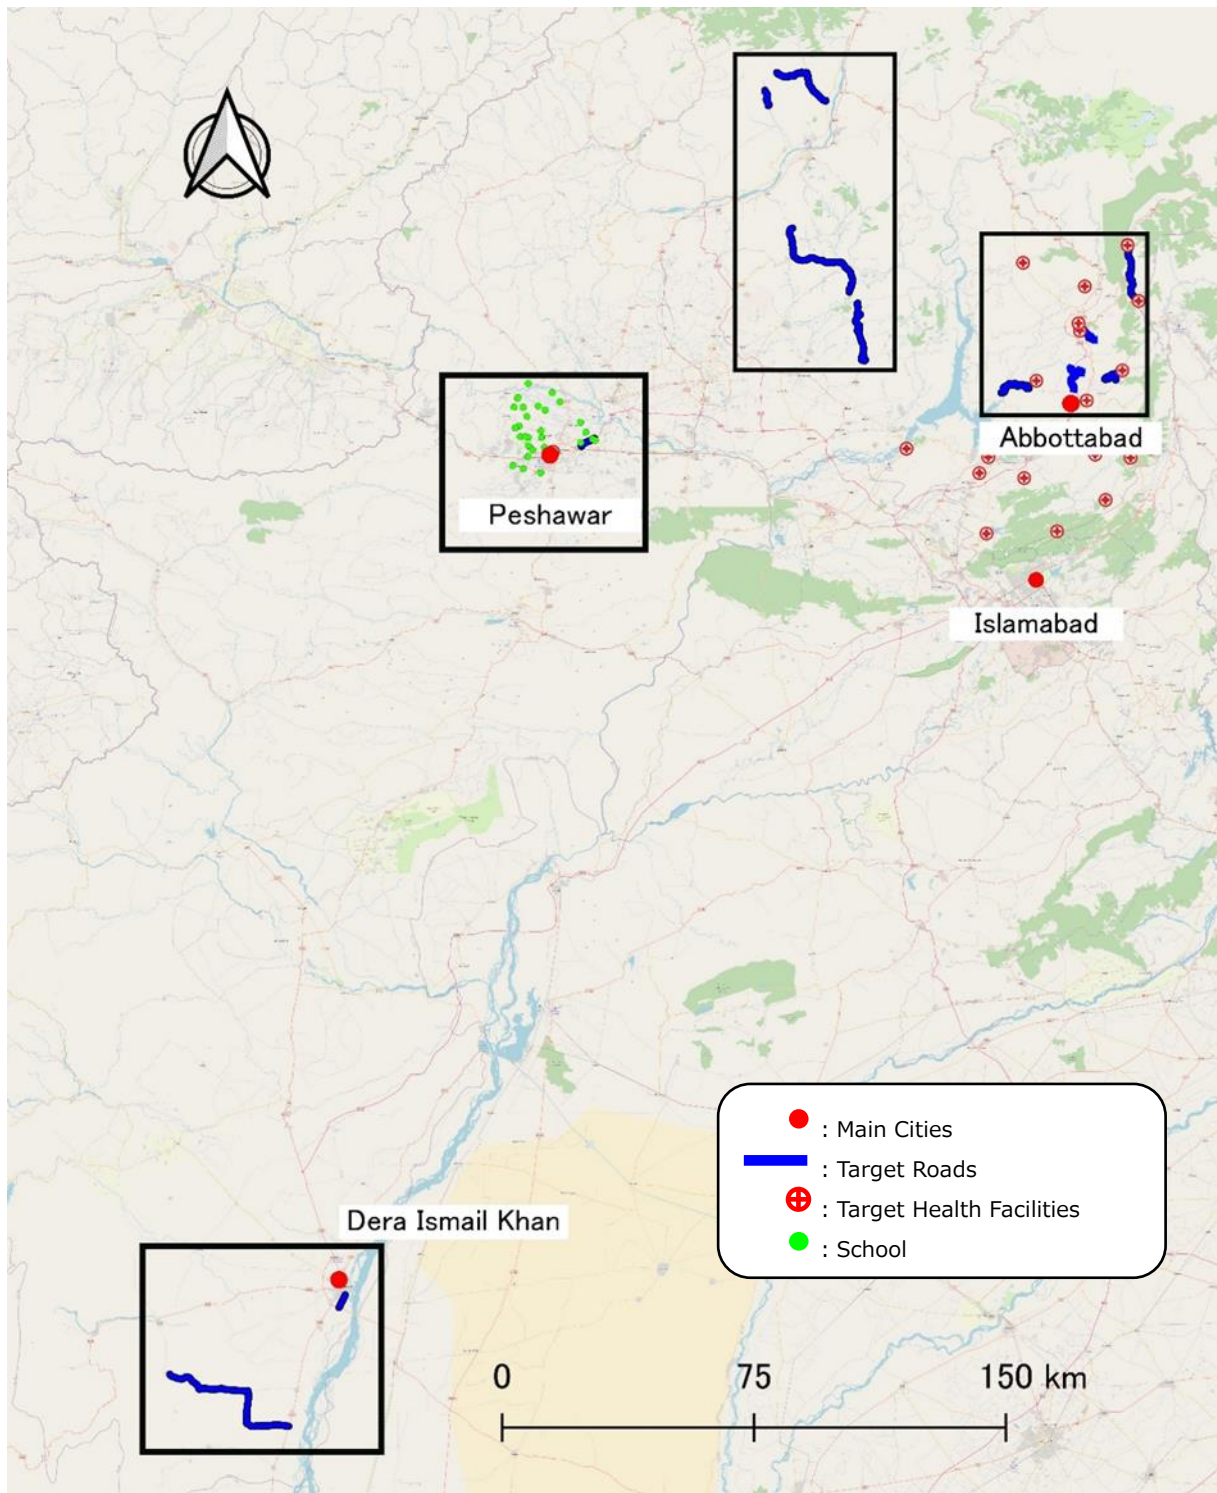 Abbottabad
Peshawar
Islamabad
: Main Cities
: Target Roads
: Target Health Facilities
: School
Dera Ismail Khan
0 75 150 km